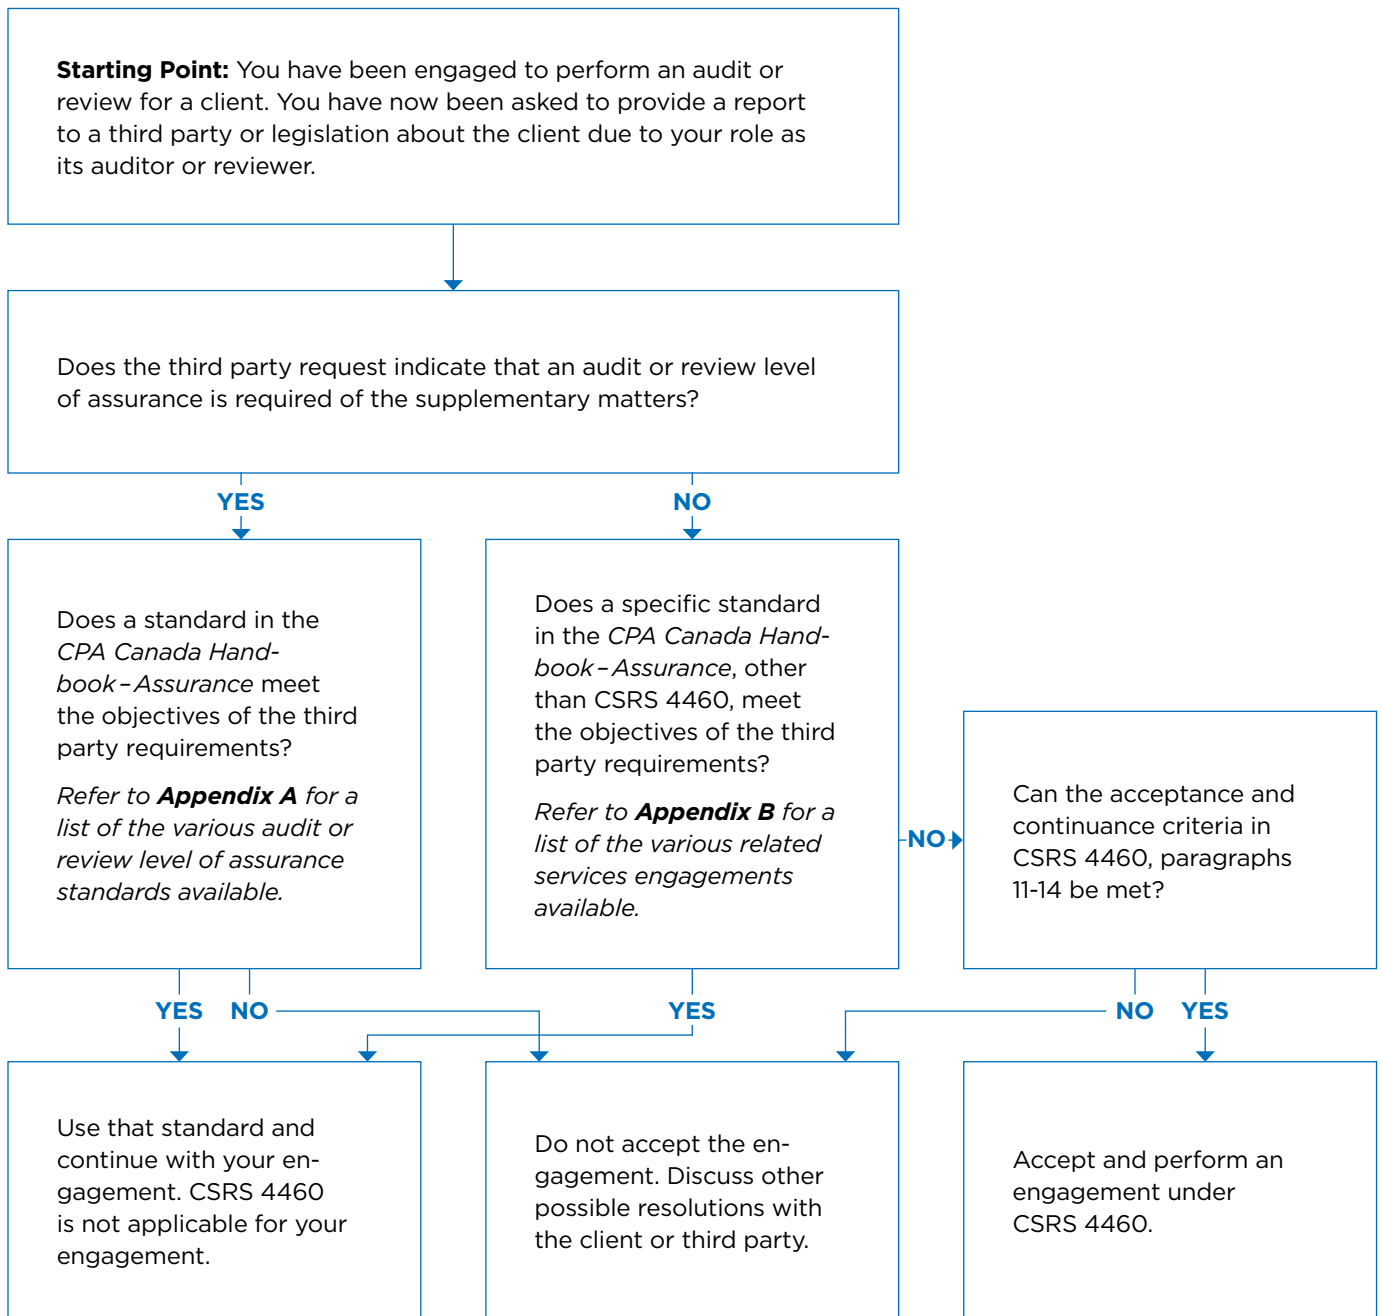 Starting Point: You have been engaged to perform an audit or
review for a client. You have now been asked to provide a report
to a third party or legislation about the client due to your role as
its auditor or reviewer.
Does the third party request indicate that an audit or review level
of assurance is required of the supplementary matters?
YES
NO
Does a standard in the
CPA Canada Hand-
book – Assurance meet
the objectives of the third
party requirements?
Refer to Appendix A for a
list of the various audit or
review level of assurance
standards available.
Does a specific standard
in the CPA Canada Hand-
book – Assurance, other
than CSRS 4460, meet
the objectives of the third
party requirements?
Refer to Appendix B for a
list of the various related
services engagements
available.
NO
Can the acceptance and
continuance criteria in
CSRS 4460, paragraphs
11-14 be met?
YES
NO
YES
NO
YES
Use that standard and
continue with your en-
gagement. CSRS 4460
is not applicable for your
engagement.
Do not accept the en-
gagement. Discuss other
possible resolutions with
the client or third party.
Accept and perform an
engagement under
CSRS 4460.